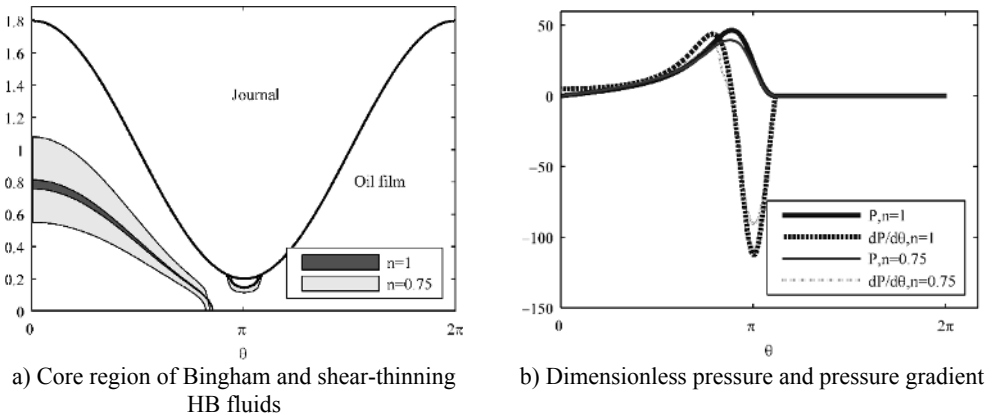 1.8
1.6
1.4
1.2
1
0.8
0.6
0.4
0.2
0
0
π
2π
θ
Journal
Oil film
n=1
n=0.75
a) Core region of Bingham and shear-thinning
HB fluids
50
0
−50
−100
−150
0
π
2π
θ
P,n=1
dP/dθ,n=1
P,n=0.75
dP/dθ,n=0.75
b) Dimensionless pressure and pressure gradient